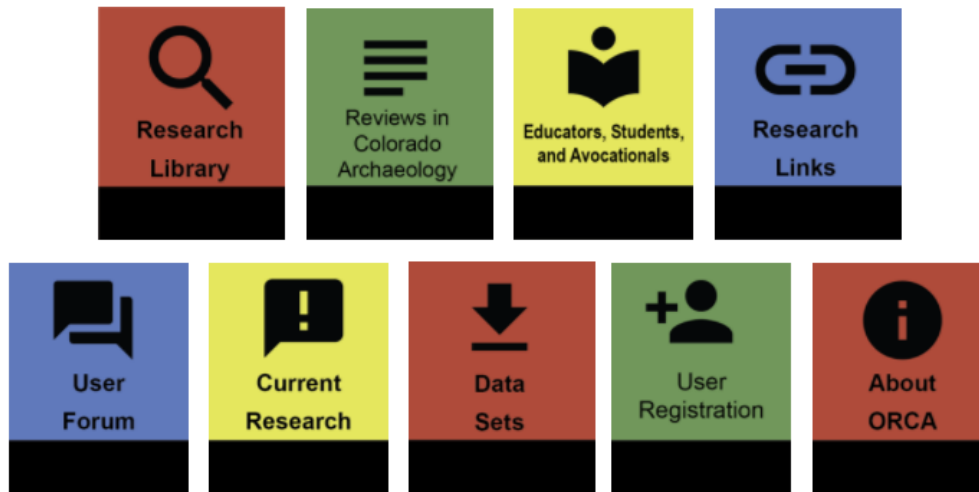 Research
Library
Reviews in
Colorado
Archaeology
Educators, Students,
and Avocationals
Research
Links
User
Forum
Current
Research
Data
Sets
User
Registration
About
ORCA